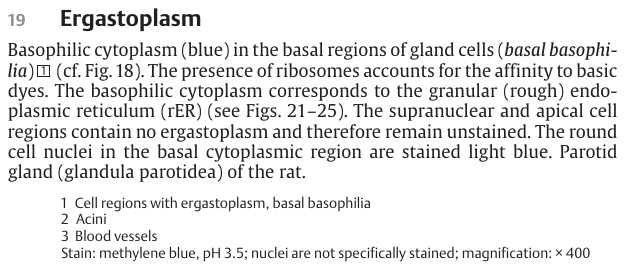 19 Ergastoplasm
Basophilic cytoplasm (blue) in the basal regions of gland cells (basal basophi-
lia) 1 (cf. Fig. 18). The presence of ribosomes accounts for the affinity to basic
dyes. The basophilic cytoplasm corresponds to the granular (rough) endo-
plasmic reticulum (rER) (see Figs. 21–25). The supranuclear and apical cell
regions contain no ergastoplasm and therefore remain unstained. The round
cell nuclei in the basal cytoplasmic region are stained light blue. Parotid
gland (glandula parotidea) of the rat.
1 Cell regions with ergastoplasm, basal basophilia
2 Acini
3 Blood vessels
Stain: methylene blue, pH 3.5; nuclei are not specifically stained; magnification: × 400